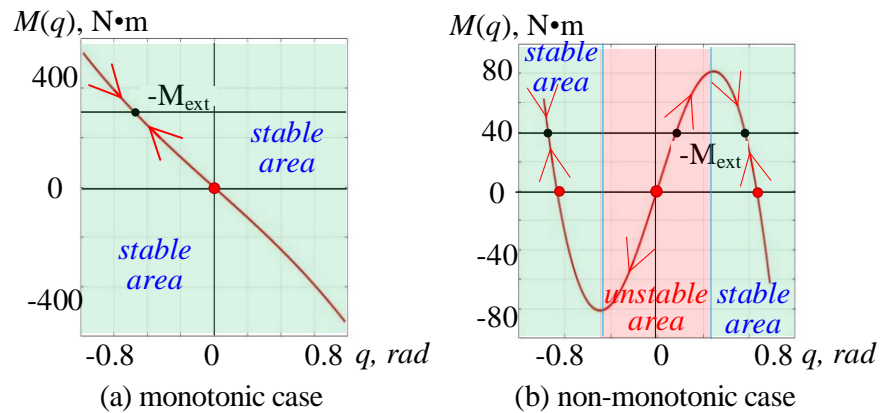 M(q), N•m
400
-M_ext
stable
area
0
stable
area
-400
-0.8 0 0.8 q, rad
(a) monotonic case
M(q), N•m
stable
area
80
40
-M_ext
0
-40
unstable
area
stable
area
-80
-0.8 0 0.8 q, rad
(b) non-monotonic case